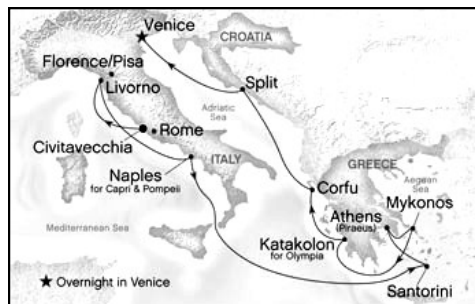 Venice
CROATIA
Florence/Pisa
Livorno
Split
Adriatic
Sea
Rome
Civitavecchia
ITALY
Naples
for Capri & Pompeii
GREECE
Corfu
Aegean
Sea
Mykonos
Athens
(Piraeus)
Mediterranean Sea
Katakolon
for Olympia
★ Overnight in Venice
Santorini